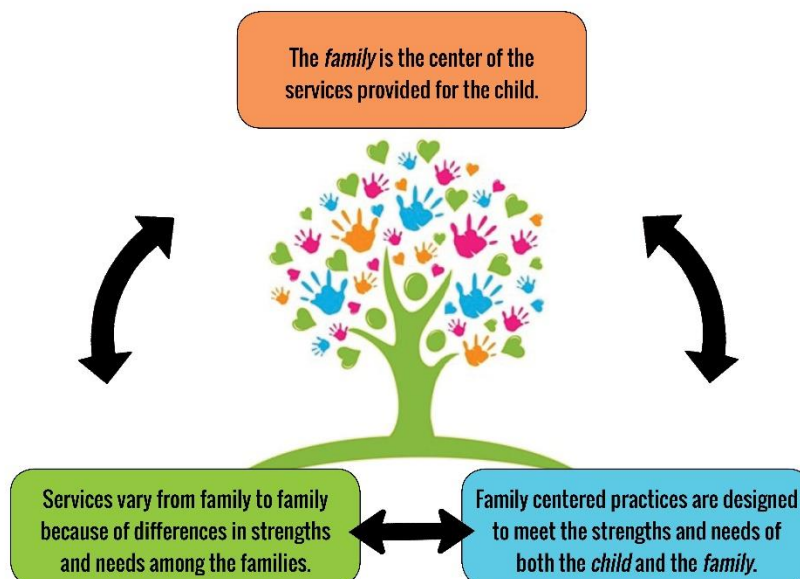 The family is the center of the
services provided for the child.
Services vary from family to family
because of differences in strengths
and needs among the families.
Family centered practices are designed
to meet the strengths and needs of
both the child and the family.